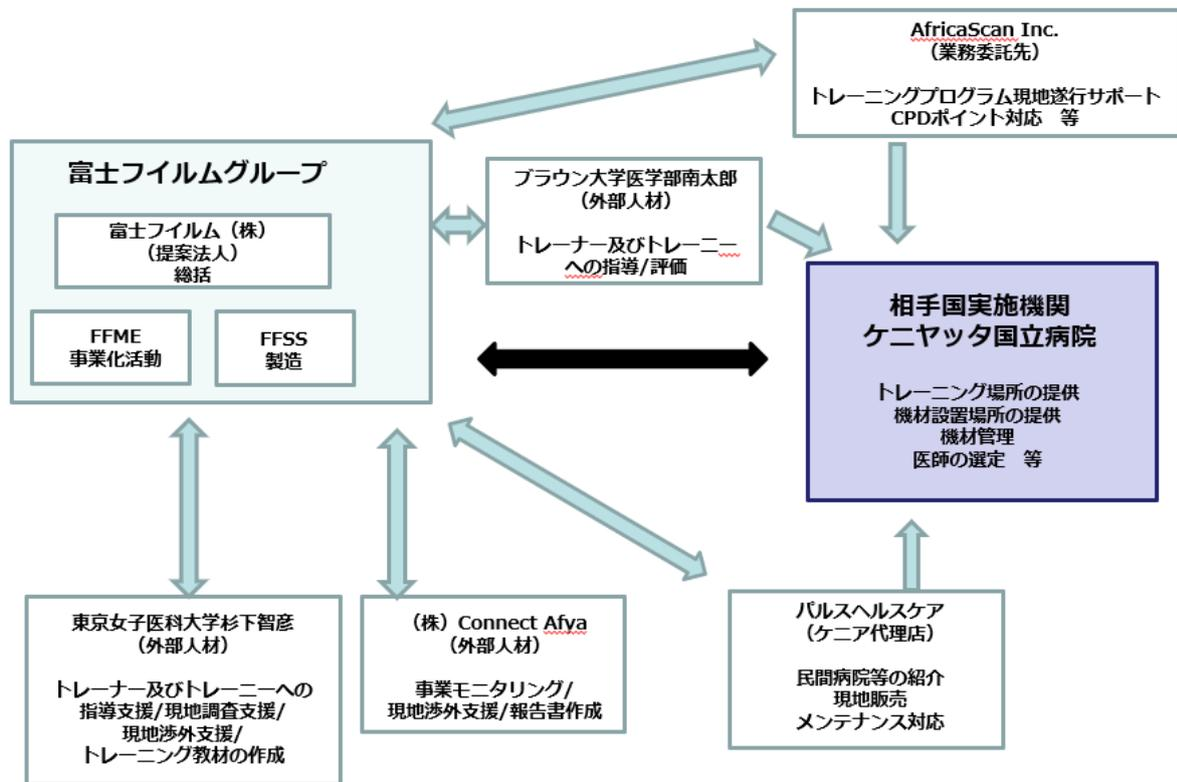 AfricaScan Inc.
（業務委託先）
トレーニングプログラム現地遂行サポート
CPDポイント対応　等
富士フイルムグループ
富士フイルム（株）
（提案法人）
総括
FFME
事業化活動
FFSS
製造
ブラウン大学医学部南太郎
（外部人材）
トレーナー及びトレーニー
への指導/評価
相手国実施機関
ケニヤッタ国立病院
トレーニング場所の提供
機材設置場所の提供
機材管理
医師の選定　等
東京女子医科大学杉下智彦
（外部人材）
トレーナー及びトレーニーへの
指導支援/現地調査支援/
現地渉外支援/
トレーニング教材の作成
（株）Connect Afya
（外部人材）
事業モニタリング/
現地渉外支援/報告書作成
パルスヘルスケア
（ケニア代理店）
民間病院等の紹介
現地販売
メンテナンス対応